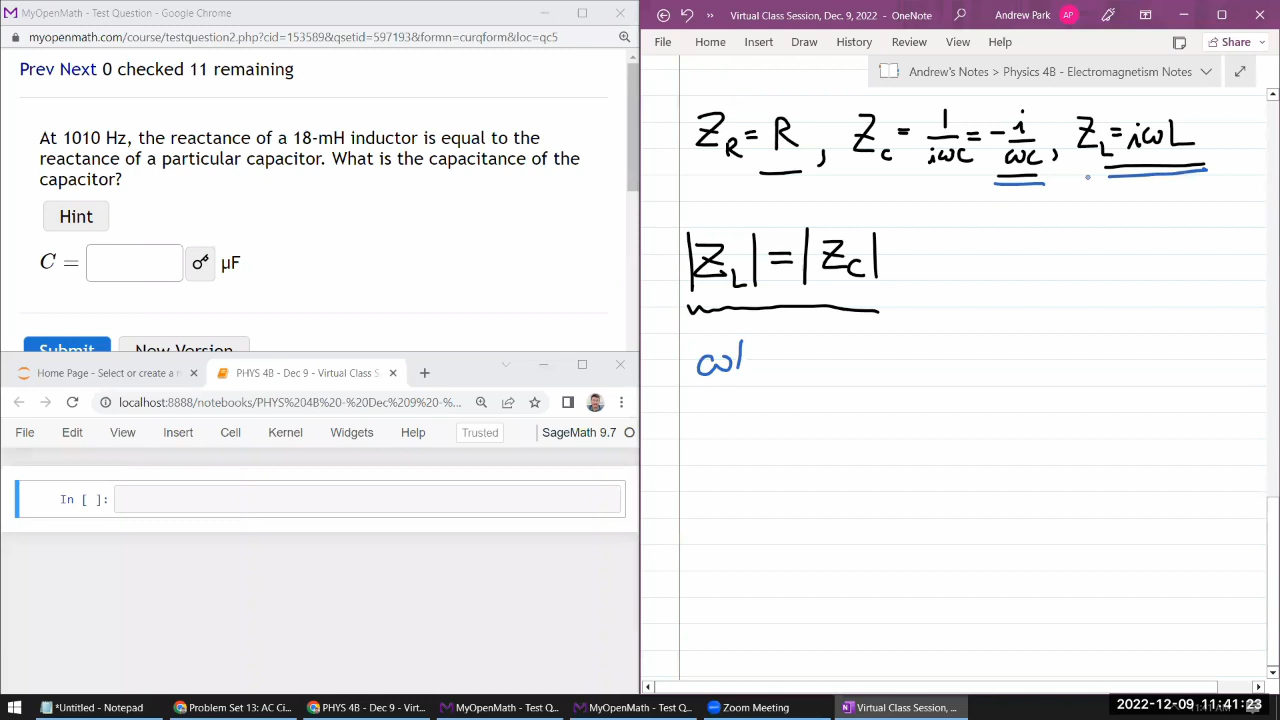 MyOpenMath - Test Question - Google Chrome
myopenmath.com/course/testquestion2.php?cid=153589&qsetid=597193&formn=curqform&loc=qc5
Prev Next 0 checked 11 remaining
At 1010 Hz, the reactance of a 18-mH inductor is equal to the
reactance of a particular capacitor. What is the capacitance of the
capacitor?
Hint
C = μF
Submit New Version
Home Page - Select or create a n
PHYS 4B - Dec 9 - Virtual Class S
localhost:8888/notebooks/PHYS%204B%20-%20Dec%209%20-%...
File Edit View Insert Cell Kernel Widgets Help Trusted SageMath 9.7
In [ ]:
Virtual Class Session, Dec. 9, 2022 - OneNote
Andrew Park AP
File Home Insert Draw History Review View Help Share
Andrew's Notes > Physics 4B - Electromagnetism Notes
Z_R = R, Z_C = 1/iωC = -i/ωC, Z_L = iωL
|Z_L| = |Z_C|
ωl
*Untitled - Notepad
Problem Set 13: AC Ci...
PHYS 4B - Dec 9 - Virt...
MyOpenMath - Test Q...
MyOpenMath - Test Q...
Zoom Meeting
Virtual Class Session, ...
2022-12-09 11:41:23